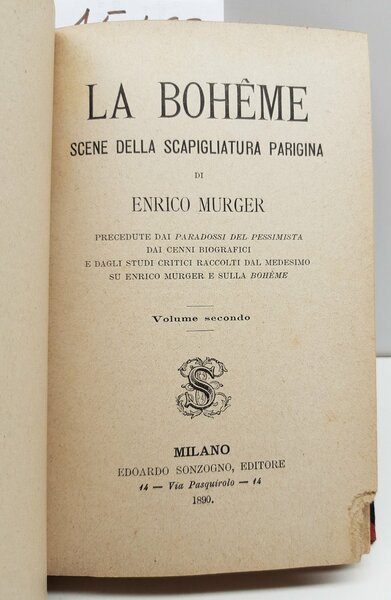 LA BOHÊME
SCENE DELLA SCAPIGLIATURA PARIGINA
DI
ENRICO MURGER
PRECEDUTE DAI PARADOSSI DEL PESSIMISTA
DAI CENNI BIOGRAFICI
E DAGLI STUDI CRITICI RACCOLTI DAL MEDESIMO
SU ENRICO MURGER E SULLA BOHÊME
Volume secondo
S
MILANO
EDOARDO SONZOGNO, EDITORE
14 — Via Pasquirolo — 14
1890.